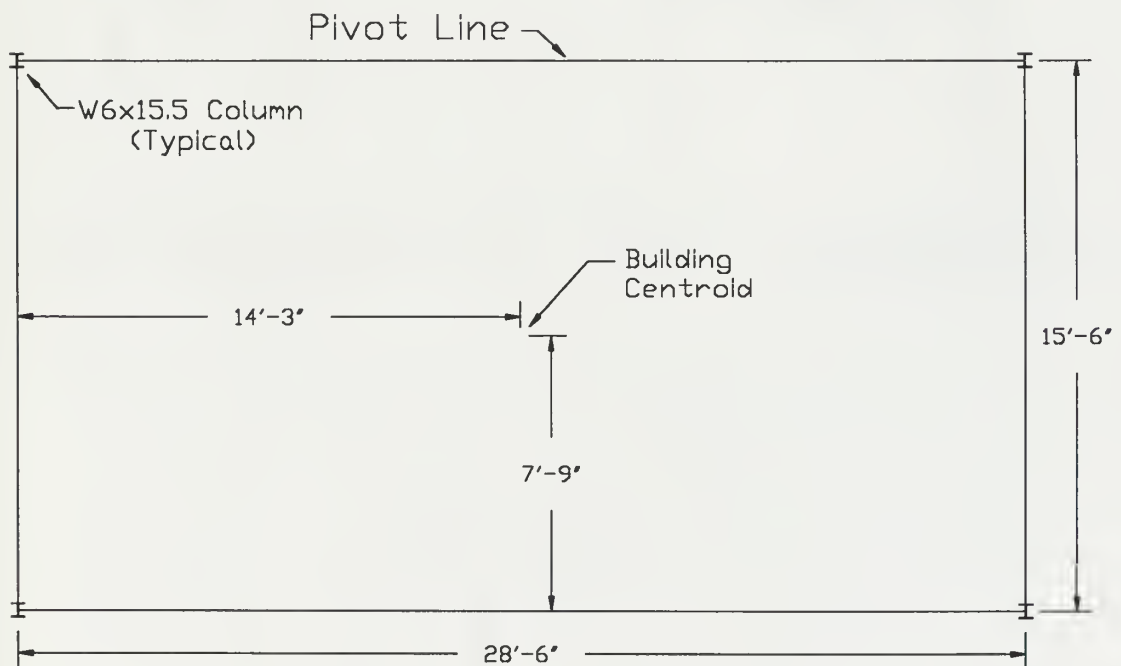 Pivot Line
W6x15.5 Column
(Typical)
Building
Centroid
14'-3"
15'-6"
7'-9"
28'-6"